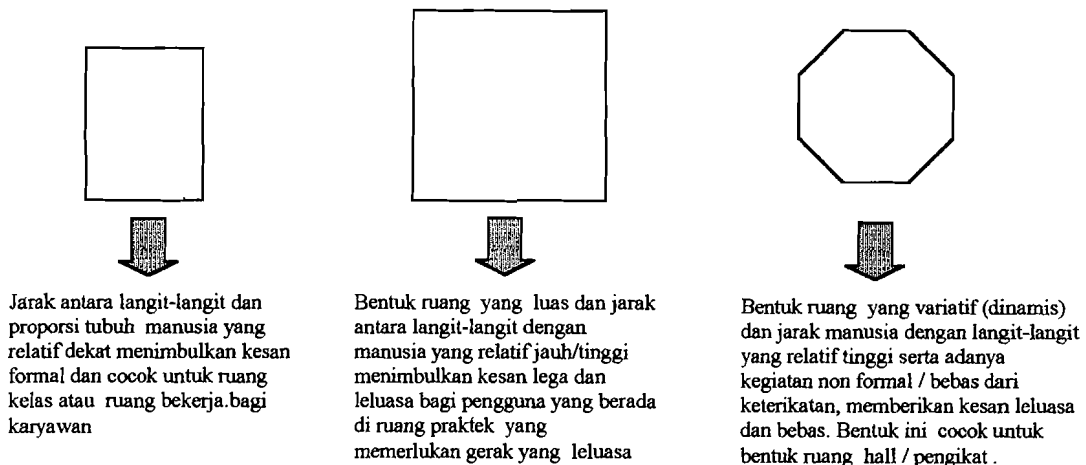 Jarak antara langit-langit dan
proporsi tubuh manusia yang
relatif dekat menimbulkan kesan
formal dan cocok untuk ruang
kelas atau ruang bekerja.bagi
karyawan
Bentuk ruang yang luas dan jarak
antara langit-langit dengan
manusia yang relatif jauh/tinggi
menimbulkan kesan lega dan
leluasa bagi pengguna yang berada
di ruang praktek yang
memerlukan gerak yang leluasa
Bentuk ruang yang variatif (dinamis)
dan jarak manusia dengan langit-langit
yang relatif tinggi serta adanya
kegiatan non formal / bebas dari
keterikatan, memberikan kesan leluasa
dan bebas. Bentuk ini cocok untuk
bentuk ruang hall / pengikat .